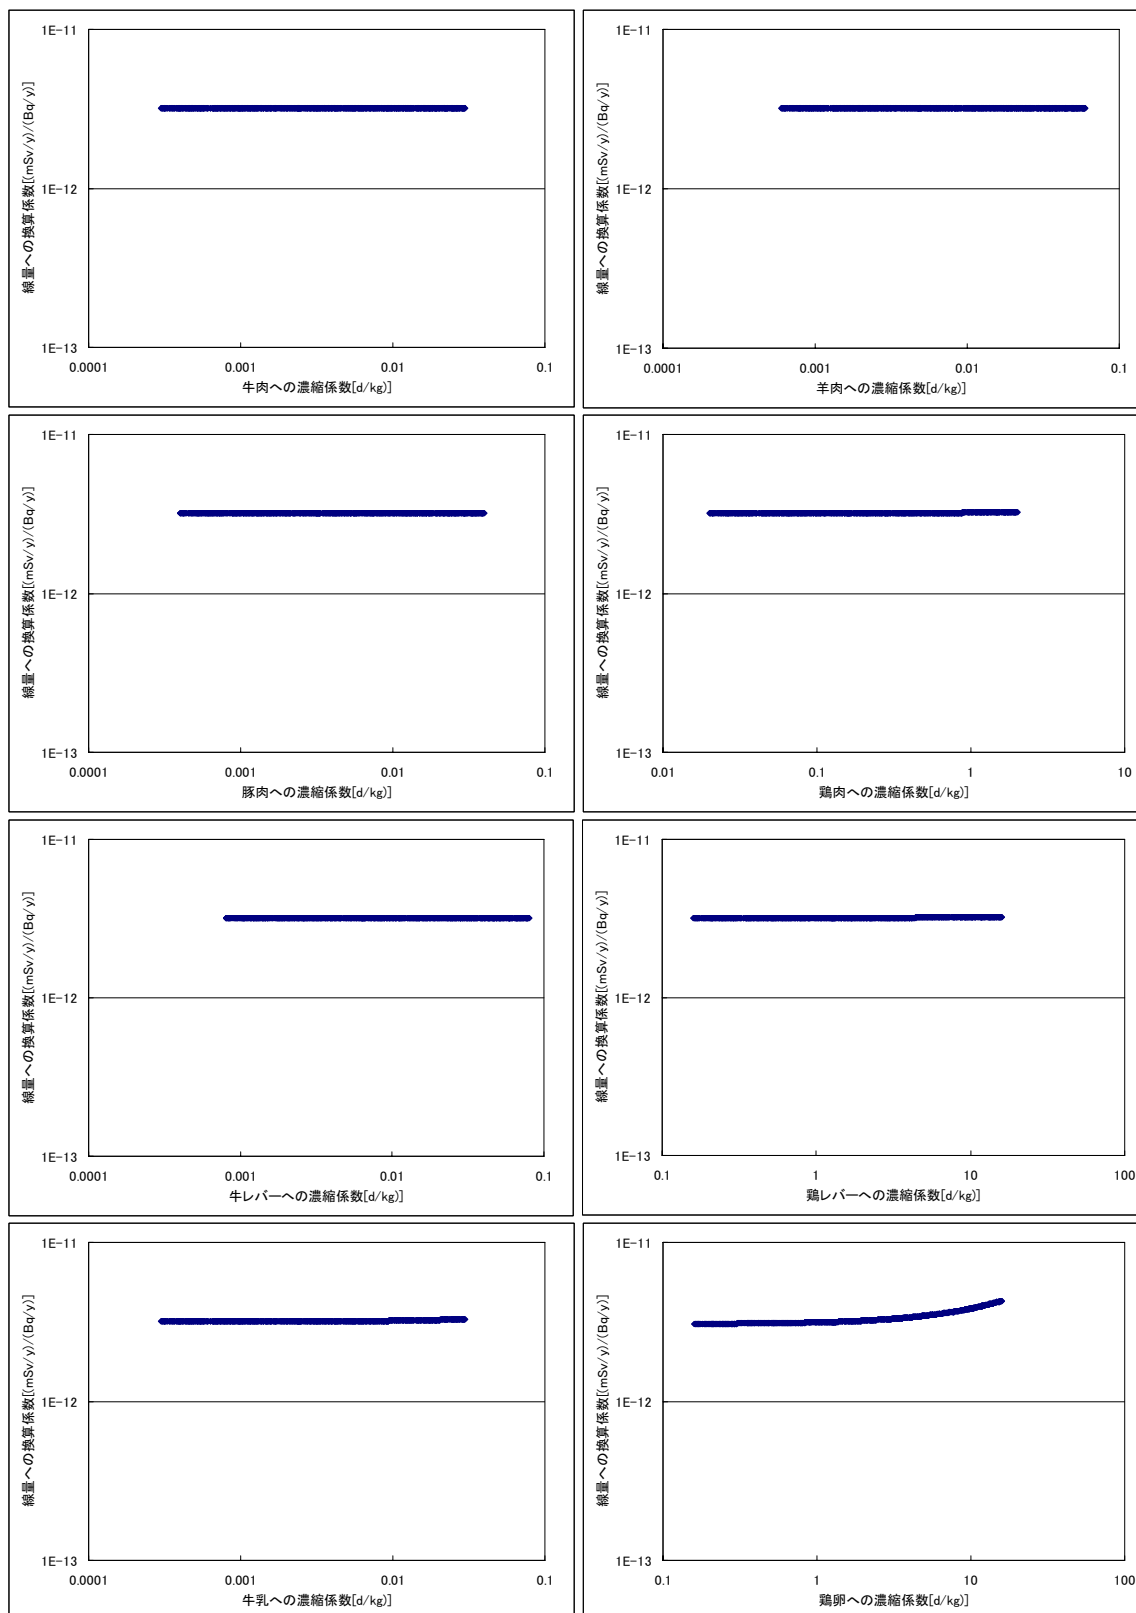 1E-11
1E-12
1E-13
0.0001
0.001
0.01
0.1
線量への換算係数[(mSv/y)/(Bq/y)]
牛肉への濃縮係数[d/kg)]
1E-11
1E-12
1E-13
0.0001
0.001
0.01
0.1
線量への換算係数[(mSv/y)/(Bq/y)]
羊肉への濃縮係数[d/kg)]
1E-11
1E-12
1E-13
0.0001
0.001
0.01
0.1
線量への換算係数[(mSv/y)/(Bq/y)]
豚肉への濃縮係数[d/kg)]
1E-11
1E-12
1E-13
0.01
0.1
1
10
線量への換算係数[(mSv/y)/(Bq/y)]
鶏肉への濃縮係数[d/kg)]
1E-11
1E-12
1E-13
0.0001
0.001
0.01
0.1
線量への換算係数[(mSv/y)/(Bq/y)]
牛レバーへの濃縮係数[d/kg)]
1E-11
1E-12
1E-13
0.1
1
10
100
線量への換算係数[(mSv/y)/(Bq/y)]
鶏レバーへの濃縮係数[d/kg)]
1E-11
1E-12
1E-13
0.0001
0.001
0.01
0.1
線量への換算係数[(mSv/y)/(Bq/y)]
牛乳への濃縮係数[d/kg)]
1E-11
1E-12
1E-13
0.1
1
10
100
線量への換算係数[(mSv/y)/(Bq/y)]
鶏卵への濃縮係数[d/kg)]